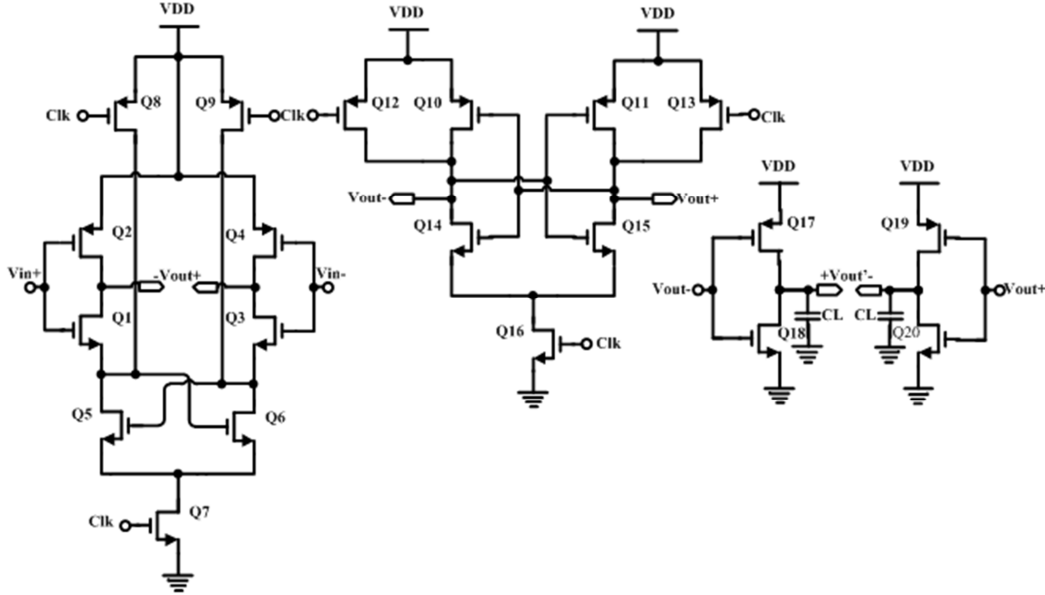 VDD
VDD
VDD
Clk
Q8
Q9
Clk
Q12
Q10
Q11
Q13
Clk
VDD
VDD
Vout-
Vout+
Q2
Q4
Q14
Q15
Q17
Q19
Vin+
-Vout+
Vin-
Vout-
+Vout'-
Vout+
Q1
Q3
Q16
Clk
CL
CL
Q18
Q20
Q5
Q6
Clk
Q7